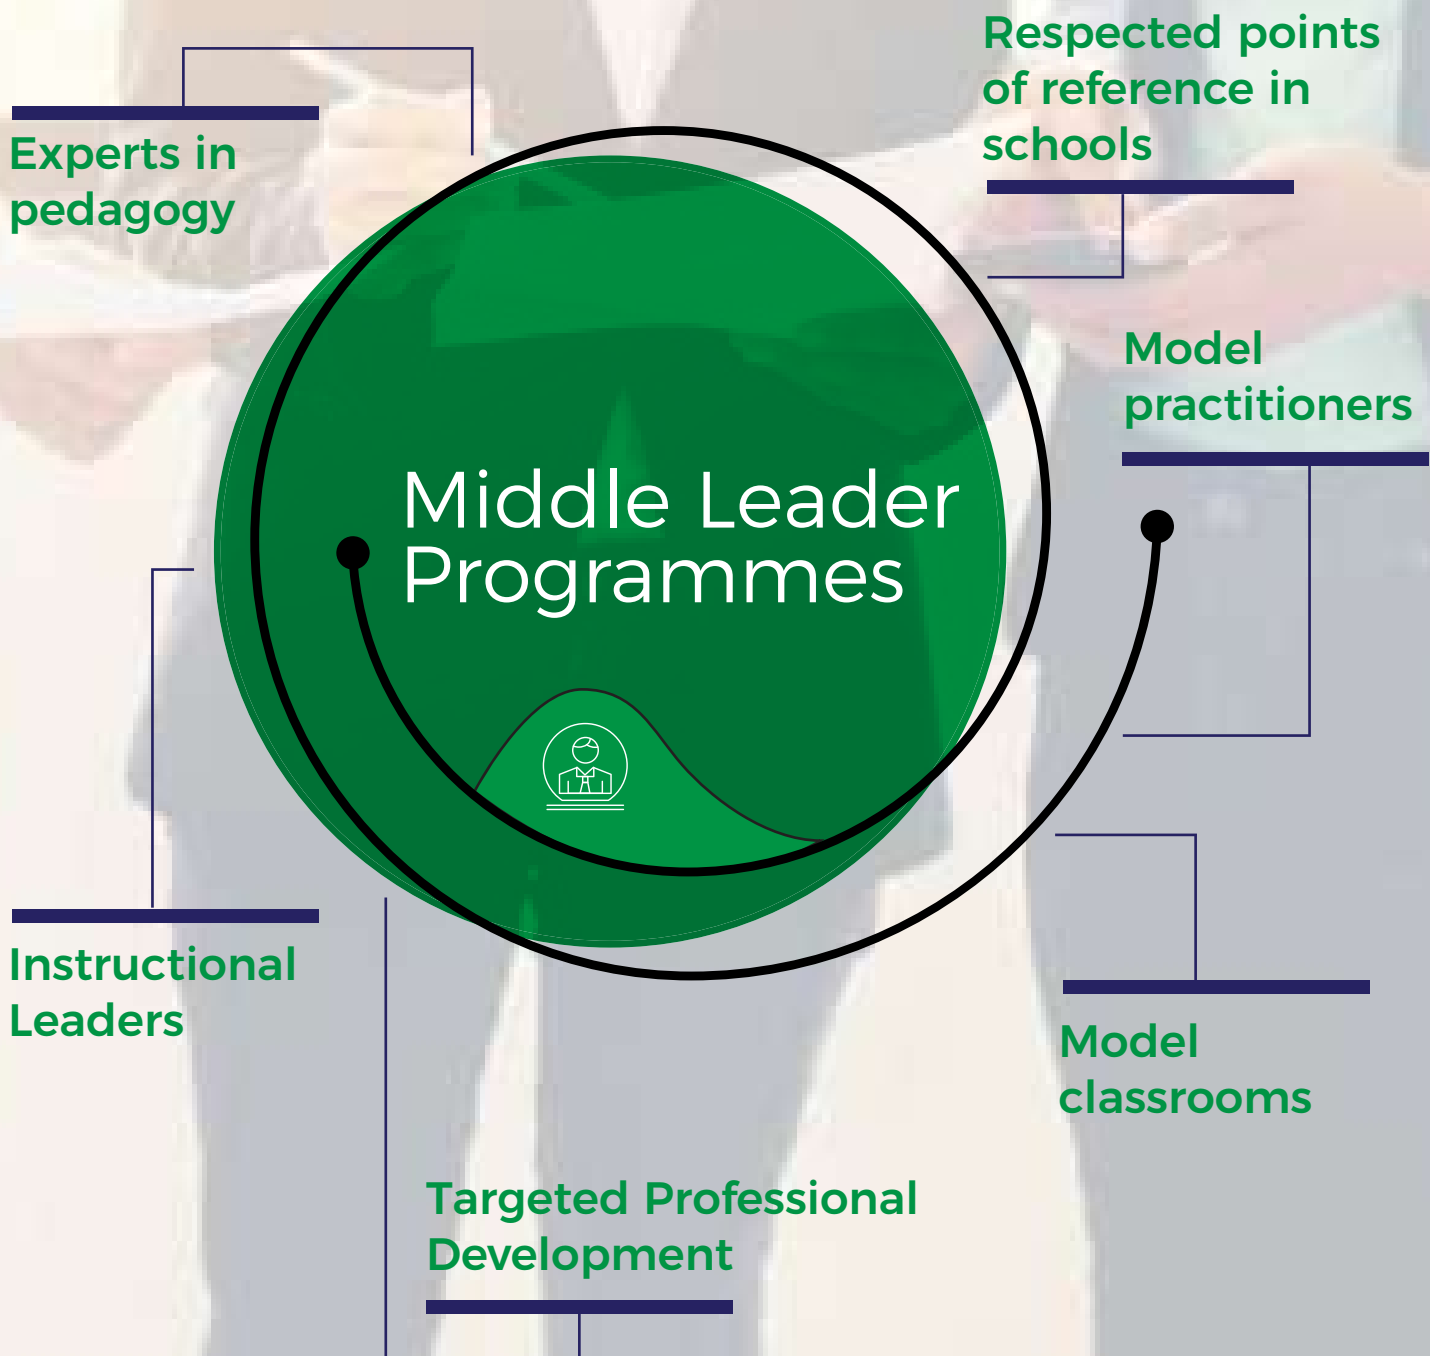 Respected points
of reference in
schools
Experts in
pedagogy
Model
practitioners
Middle Leader
Programmes
Instructional
Leaders
Model
classrooms
Targeted Professional
Development